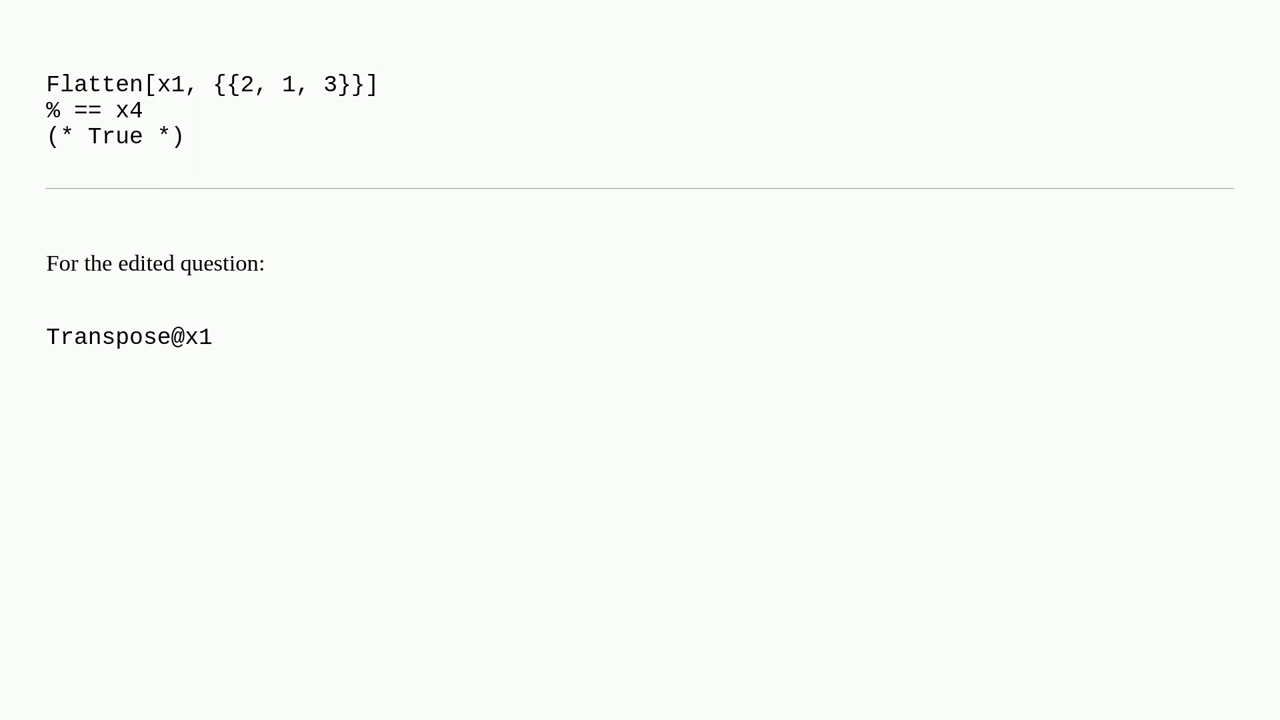 Flatten[x1, {{2, 1, 3}}]
% == x4
(* True *)
For the edited question:
Transpose@x1